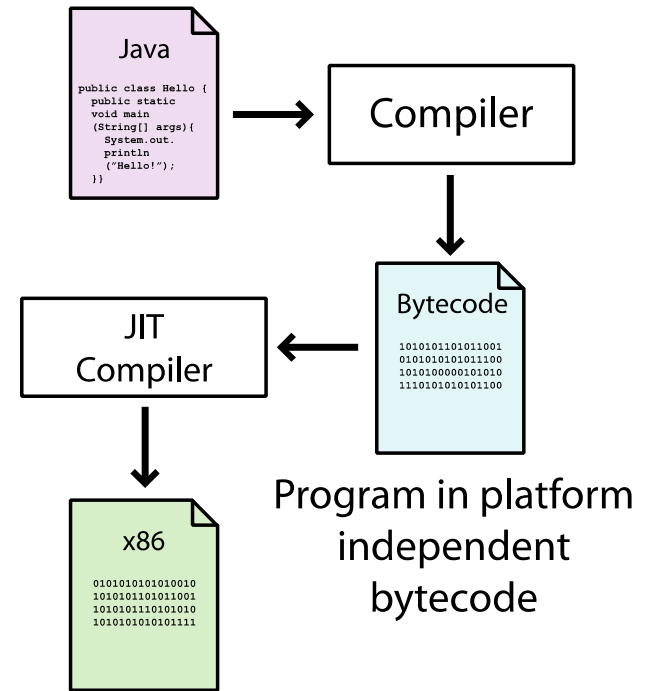 Java
public class Hello {
public static
void main
(String[] args){
System.out.
println
("Hello!");
}}
Compiler
Bytecode
1010101101011001
0101010101011100
1010100000101010
1110101010101100
JIT
Compiler
Program in platform
independent
bytecode
x86
0101010101010010
1010101101011001
1010101110101010
1010101010101111